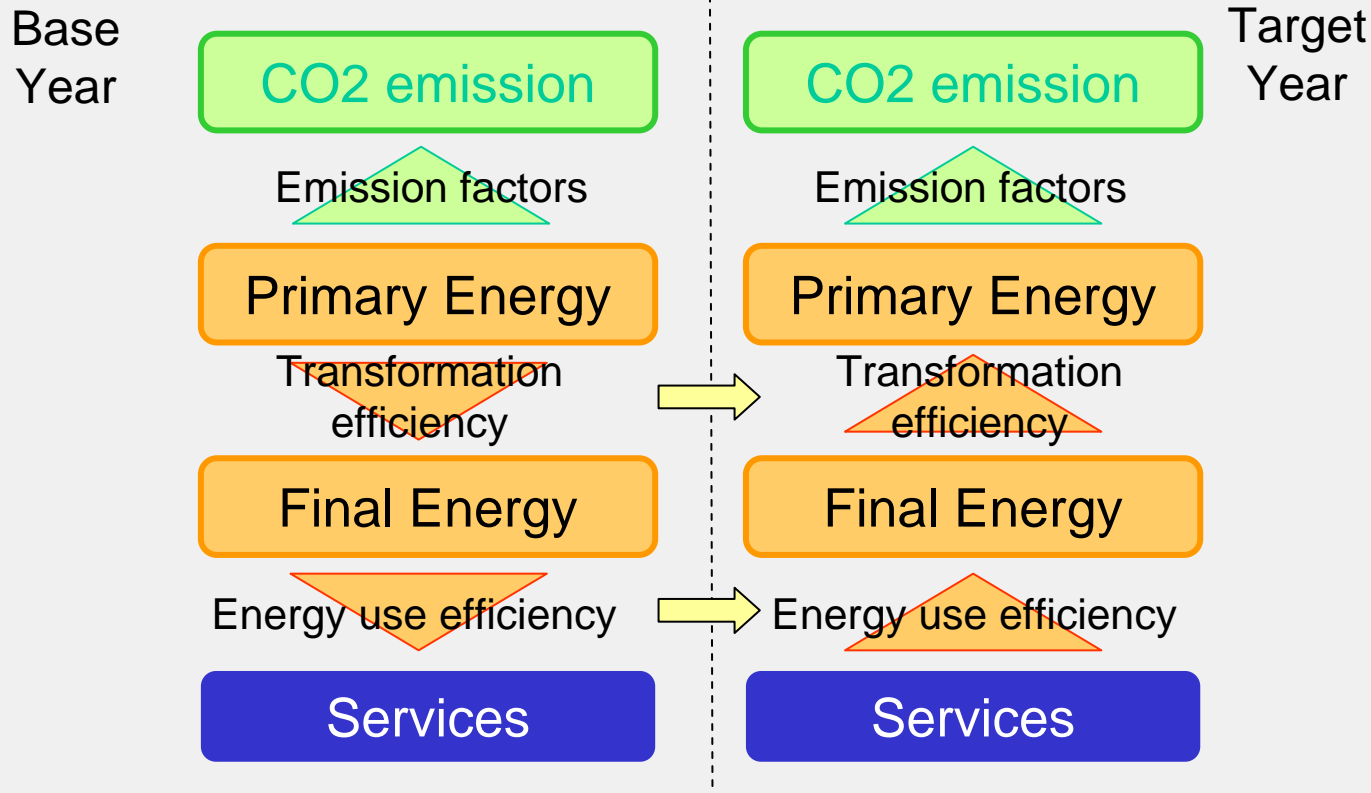 Base
Year
CO2 emission
Emission factors
Primary Energy
Transformation
efficiency
Final Energy
Energy use efficiency
Services
Target
Year
CO2 emission
Emission factors
Primary Energy
Transformation
efficiency
Final Energy
Energy use efficiency
Services